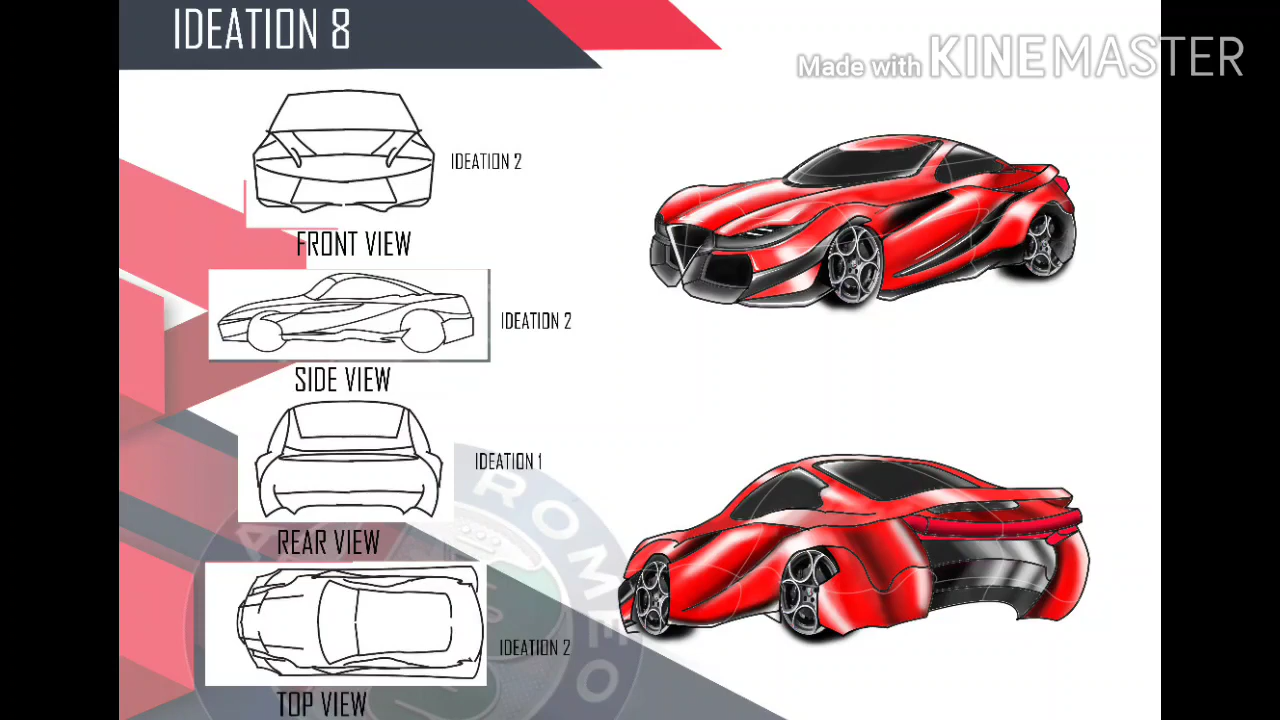 IDEATION 8
Made with KINEMASTER
IDEATION 2
FRONT VIEW
IDEATION 2
SIDE VIEW
IDEATION 1
REAR VIEW
IDEATION 2
TOP VIEW
ROMEO